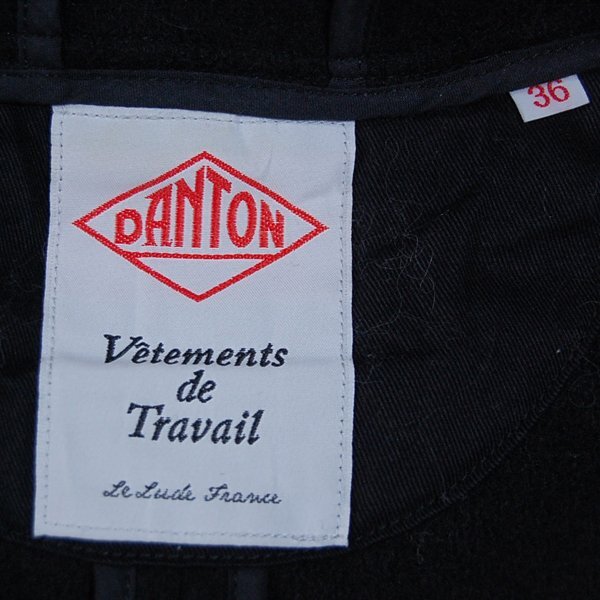 36
DANTON
Vêtements
de
Travail
Le Lude France